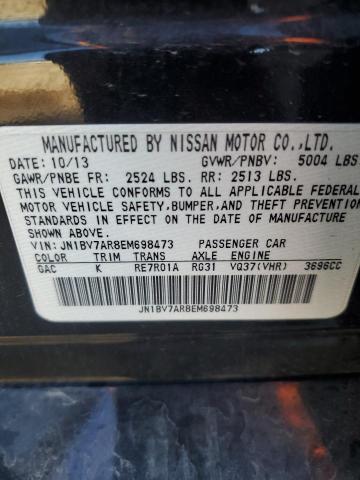 MANUFACTURED BY NISSAN MOTOR CO.,LTD.
DATE: 10/13 GVWR/PNBV: 5004 LBS
GAWR/PNBE FR: 2524 LBS. RR: 2513 LBS.
THIS VEHICLE CONFORMS TO ALL APPLICABLE FEDERAL
MOTOR VEHICLE SAFETY, BUMPER, AND THEFT PREVENTION
STANDARDS IN EFFECT ON THE DATE OF MANUFACTURE
SHOWN ABOVE.
VIN: JN1BV7AR8EM698473 PASSENGER CAR
COLOR TRIM TRANS AXLE ENGINE
GAC K RE7R01A RG31 VQ37(VHR) 3696CC
JN1BV7AR8EM698473